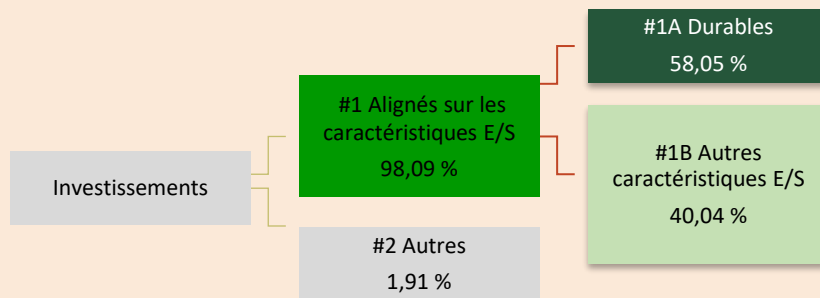 Investissements
#1 Alignés sur les
caractéristiques E/S
98,09 %
#2 Autres
1,91 %
#1A Durables
58,05 %
#1B Autres
caractéristiques E/S
40,04 %